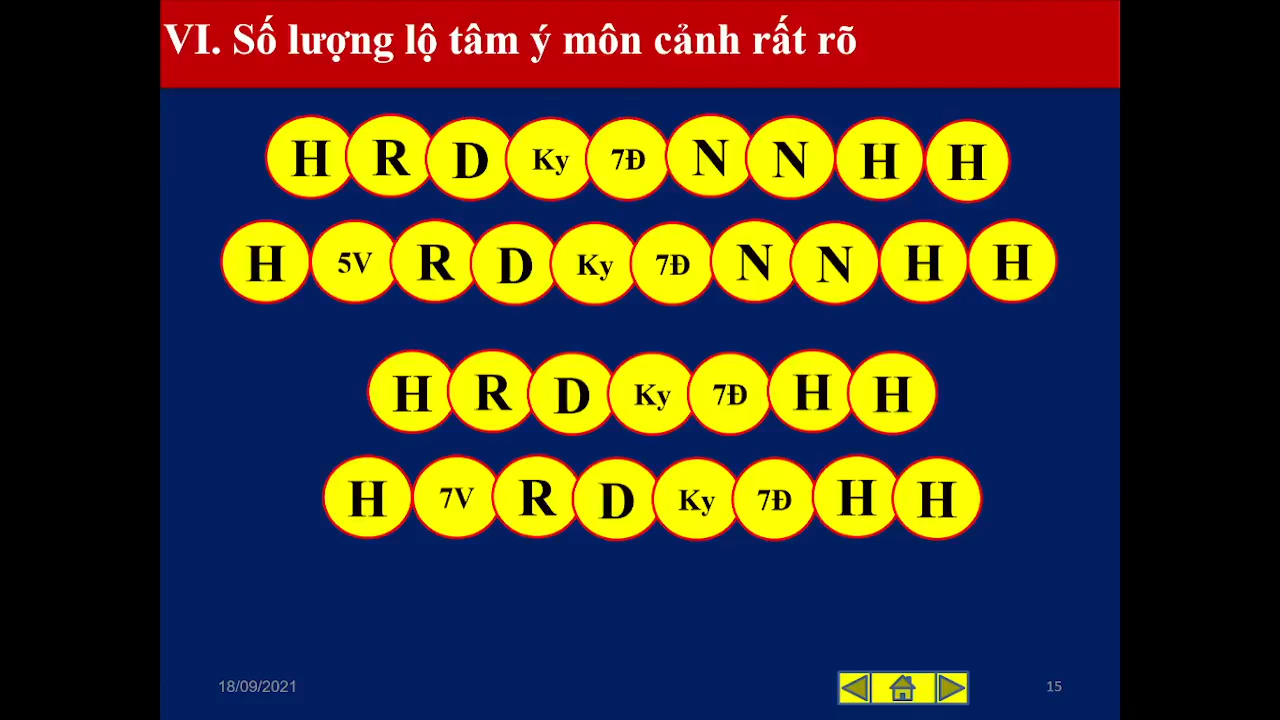 VI. Số lượng lộ tâm ý môn cảnh rất rõ
H R D Ky 7Đ N N H H
H 5V R D Ky 7Đ N N H H
H R D Ky 7Đ H H
H 7V R D Ky 7Đ H H
18/09/2021
15